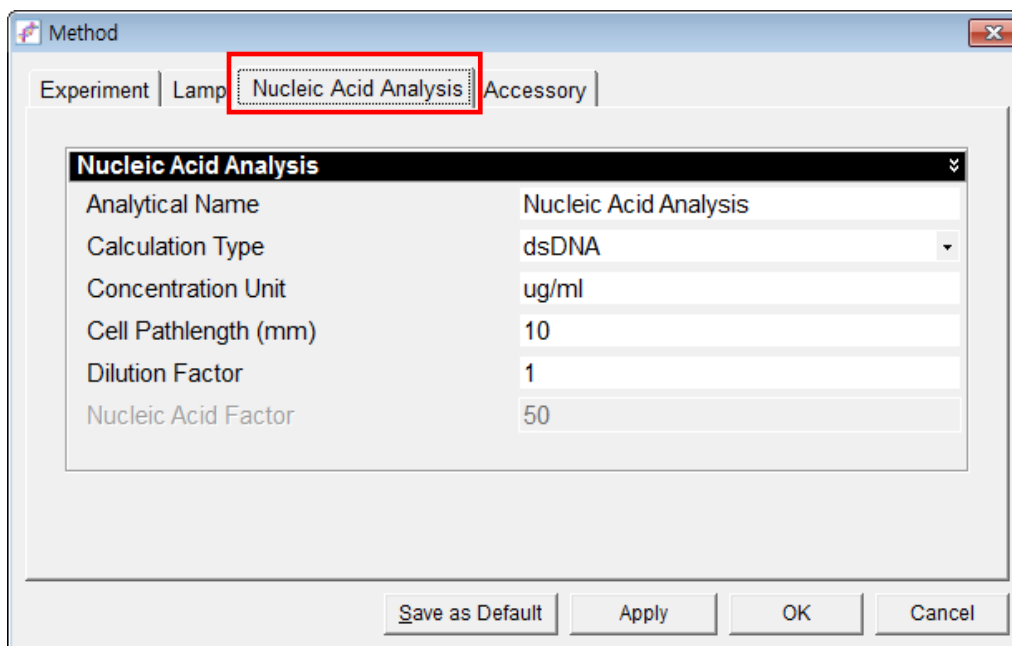 Method
Experiment Lamp Nucleic Acid Analysis Accessory
Nucleic Acid Analysis
Analytical Name Nucleic Acid Analysis
Calculation Type dsDNA
Concentration Unit ug/ml
Cell Pathlength (mm) 10
Dilution Factor 1
Nucleic Acid Factor 50
Save as Default Apply OK Cancel